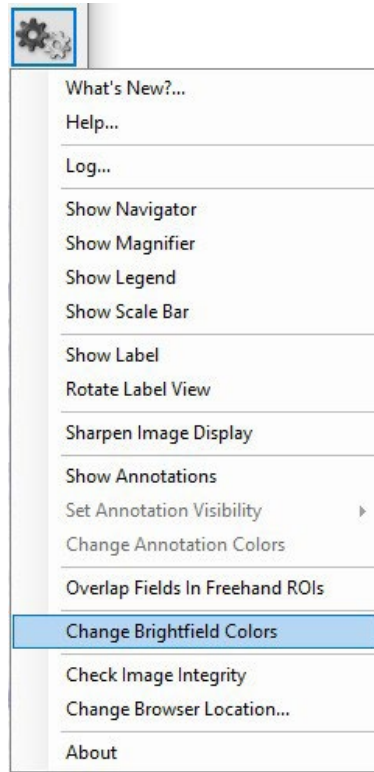 What's New?...
Help...
Log...
Show Navigator
Show Magnifier
Show Legend
Show Scale Bar
Show Label
Rotate Label View
Sharpen Image Display
Show Annotations
Set Annotation Visibility
Change Annotation Colors
Overlap Fields In Freehand ROIs
Change Brightfield Colors
Check Image Integrity
Change Browser Location...
About